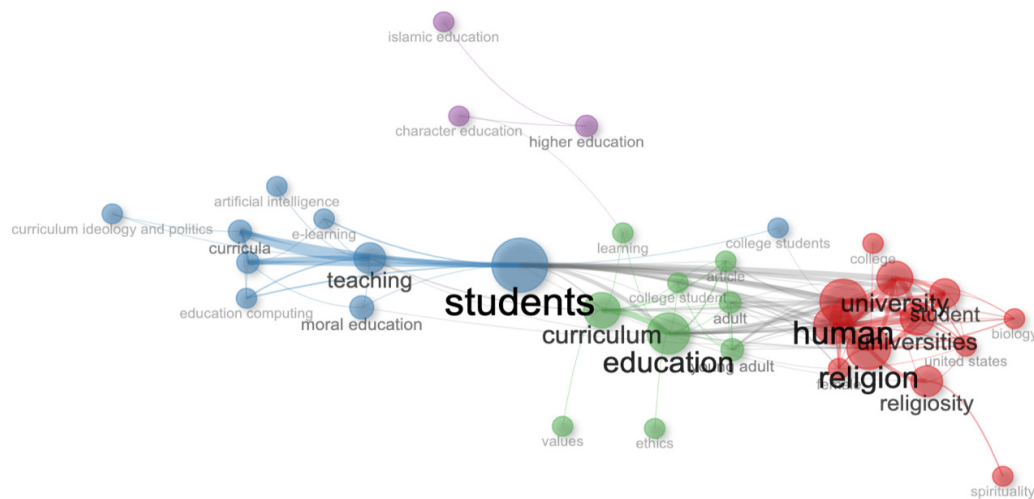 islamic education
character education
higher education
artificial intelligence
curriculum ideology and politics
e-learning
curricula
teaching
education computing
moral education
students
learning
college students
article
college student
adult
curriculum
education
young adult
values
ethics
college
university
student
human
universities
biology
united states
female
religion
religiosity
spirituality